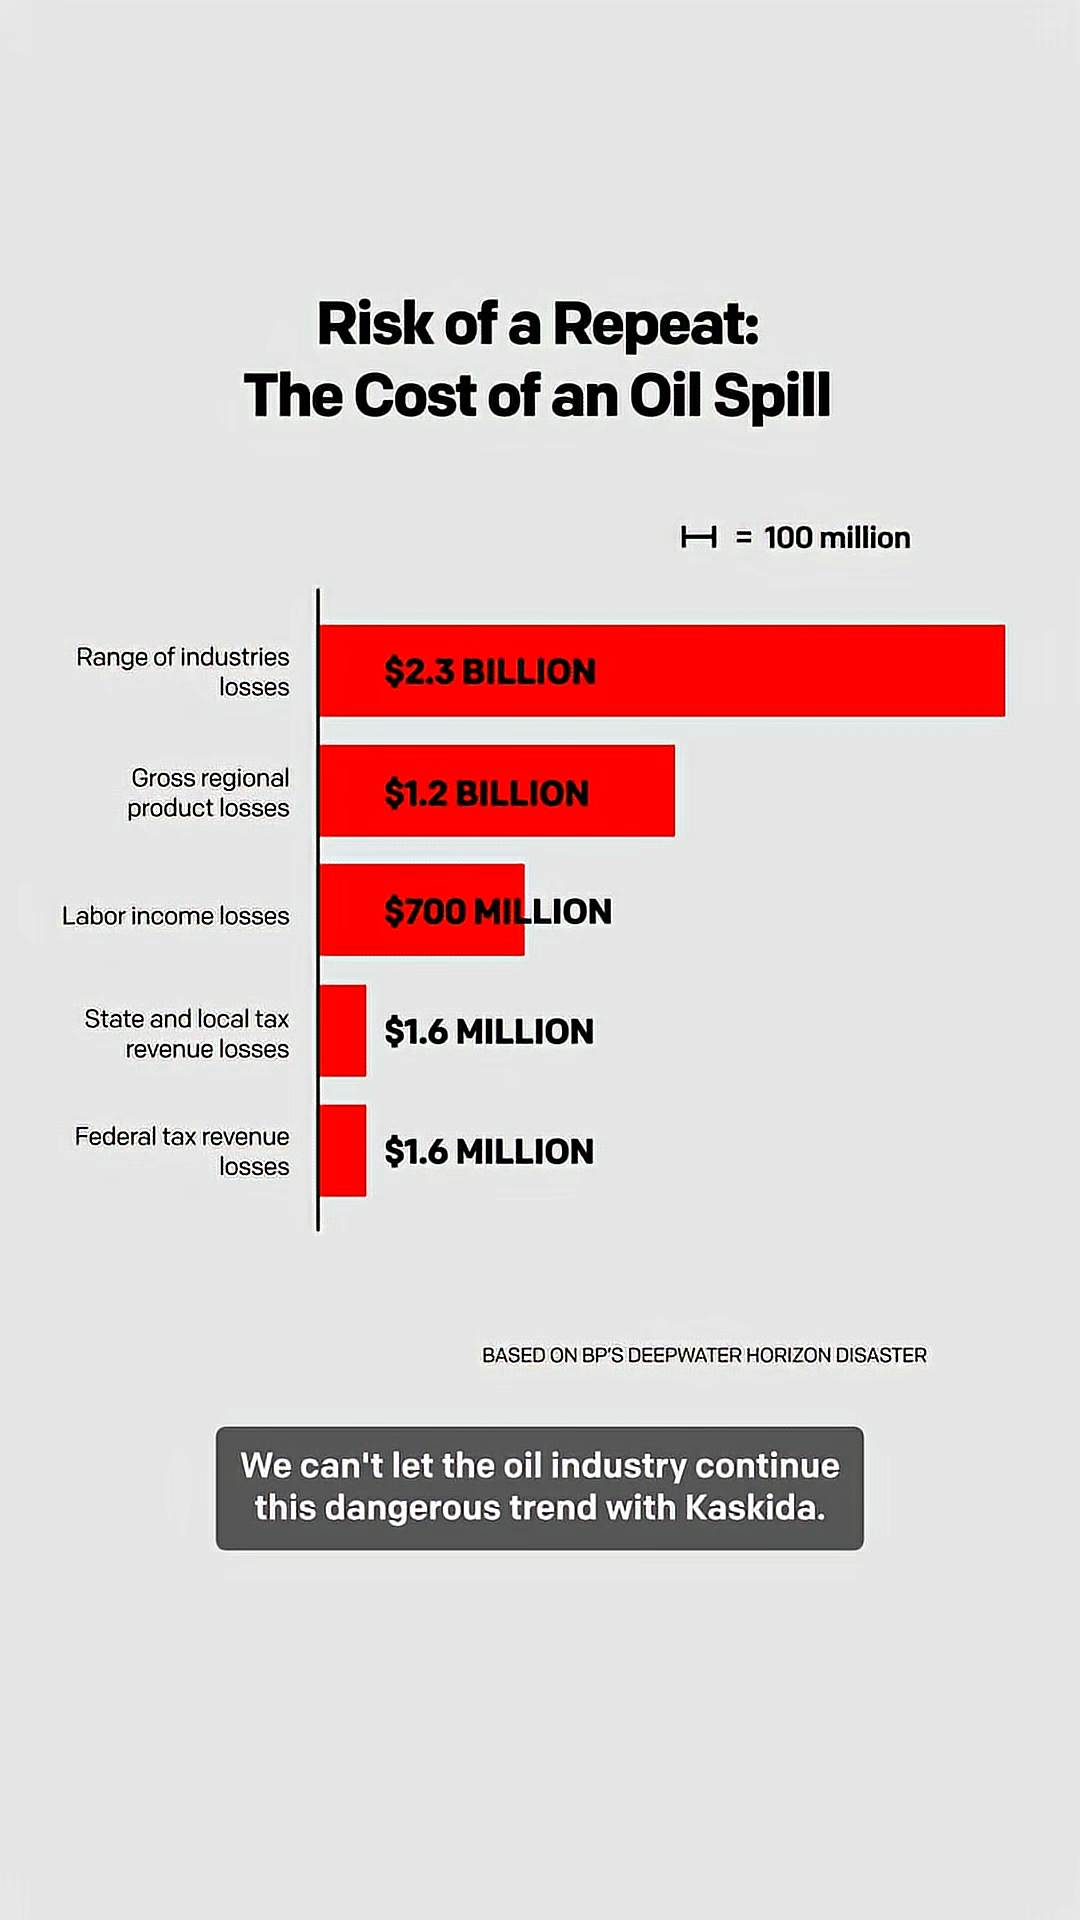 Risk of a Repeat:
The Cost of an Oil Spill
= 100 million
Range of industries
losses
$2.3 BILLION
Gross regional
product losses
$1.2 BILLION
Labor income losses
$700 MILLION
State and local tax
revenue losses
$1.6 MILLION
Federal tax revenue
losses
$1.6 MILLION
BASED ON BP'S DEEPWATER HORIZON DISASTER
We can't let the oil industry continue
this dangerous trend with Kaskida.